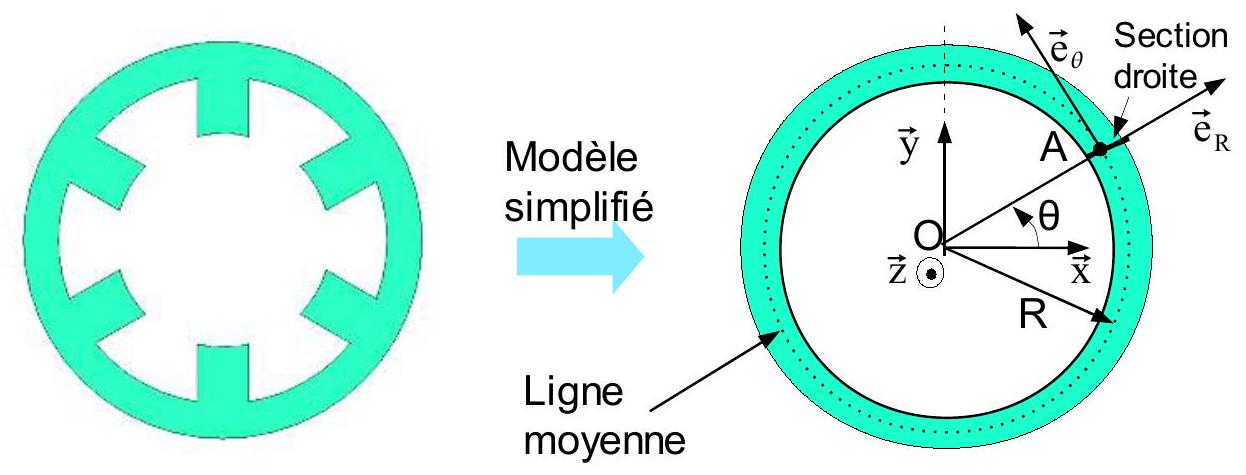 Modèle
simplifié
Section
droite
e⃗θ
e⃗R
A
y⃗
θ
O
z⃗
x⃗
R
Ligne
moyenne